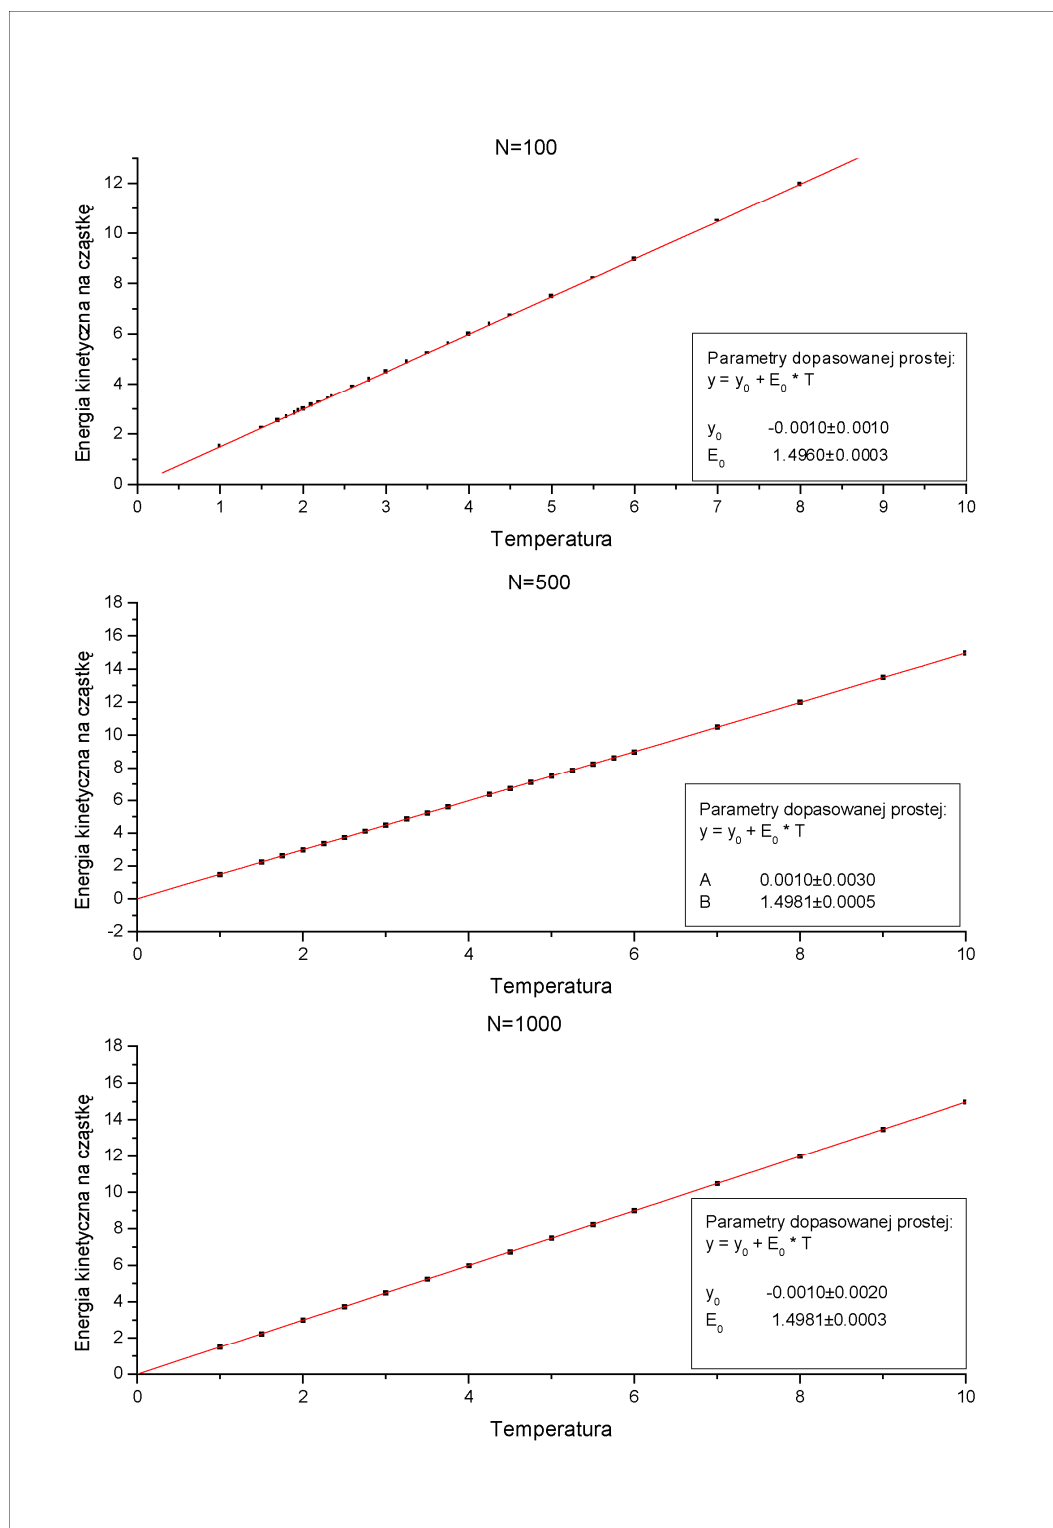 N=100
Energia kinetyczna na cząstkę
12
10
8
6
4
2
0
0 1 2 3 4 5 6 7 8 9 10
Temperatura
Parametry dopasowanej prostej:
y = y0 + E0 * T
y0 -0.0010±0.0010
E0 1.4960±0.0003
N=500
Energia kinetyczna na cząstkę
18
16
14
12
10
8
6
4
2
0
-2
0 2 4 6 8 10
Temperatura
Parametry dopasowanej prostej:
y = y0 + E0 * T
A 0.0010±0.0030
B 1.4981±0.0005
N=1000
Energia kinetyczna na cząstkę
18
16
14
12
10
8
6
4
2
0
0 2 4 6 8 10
Temperatura
Parametry dopasowanej prostej:
y = y0 + E0 * T
y0 -0.0010±0.0020
E0 1.4981±0.0003